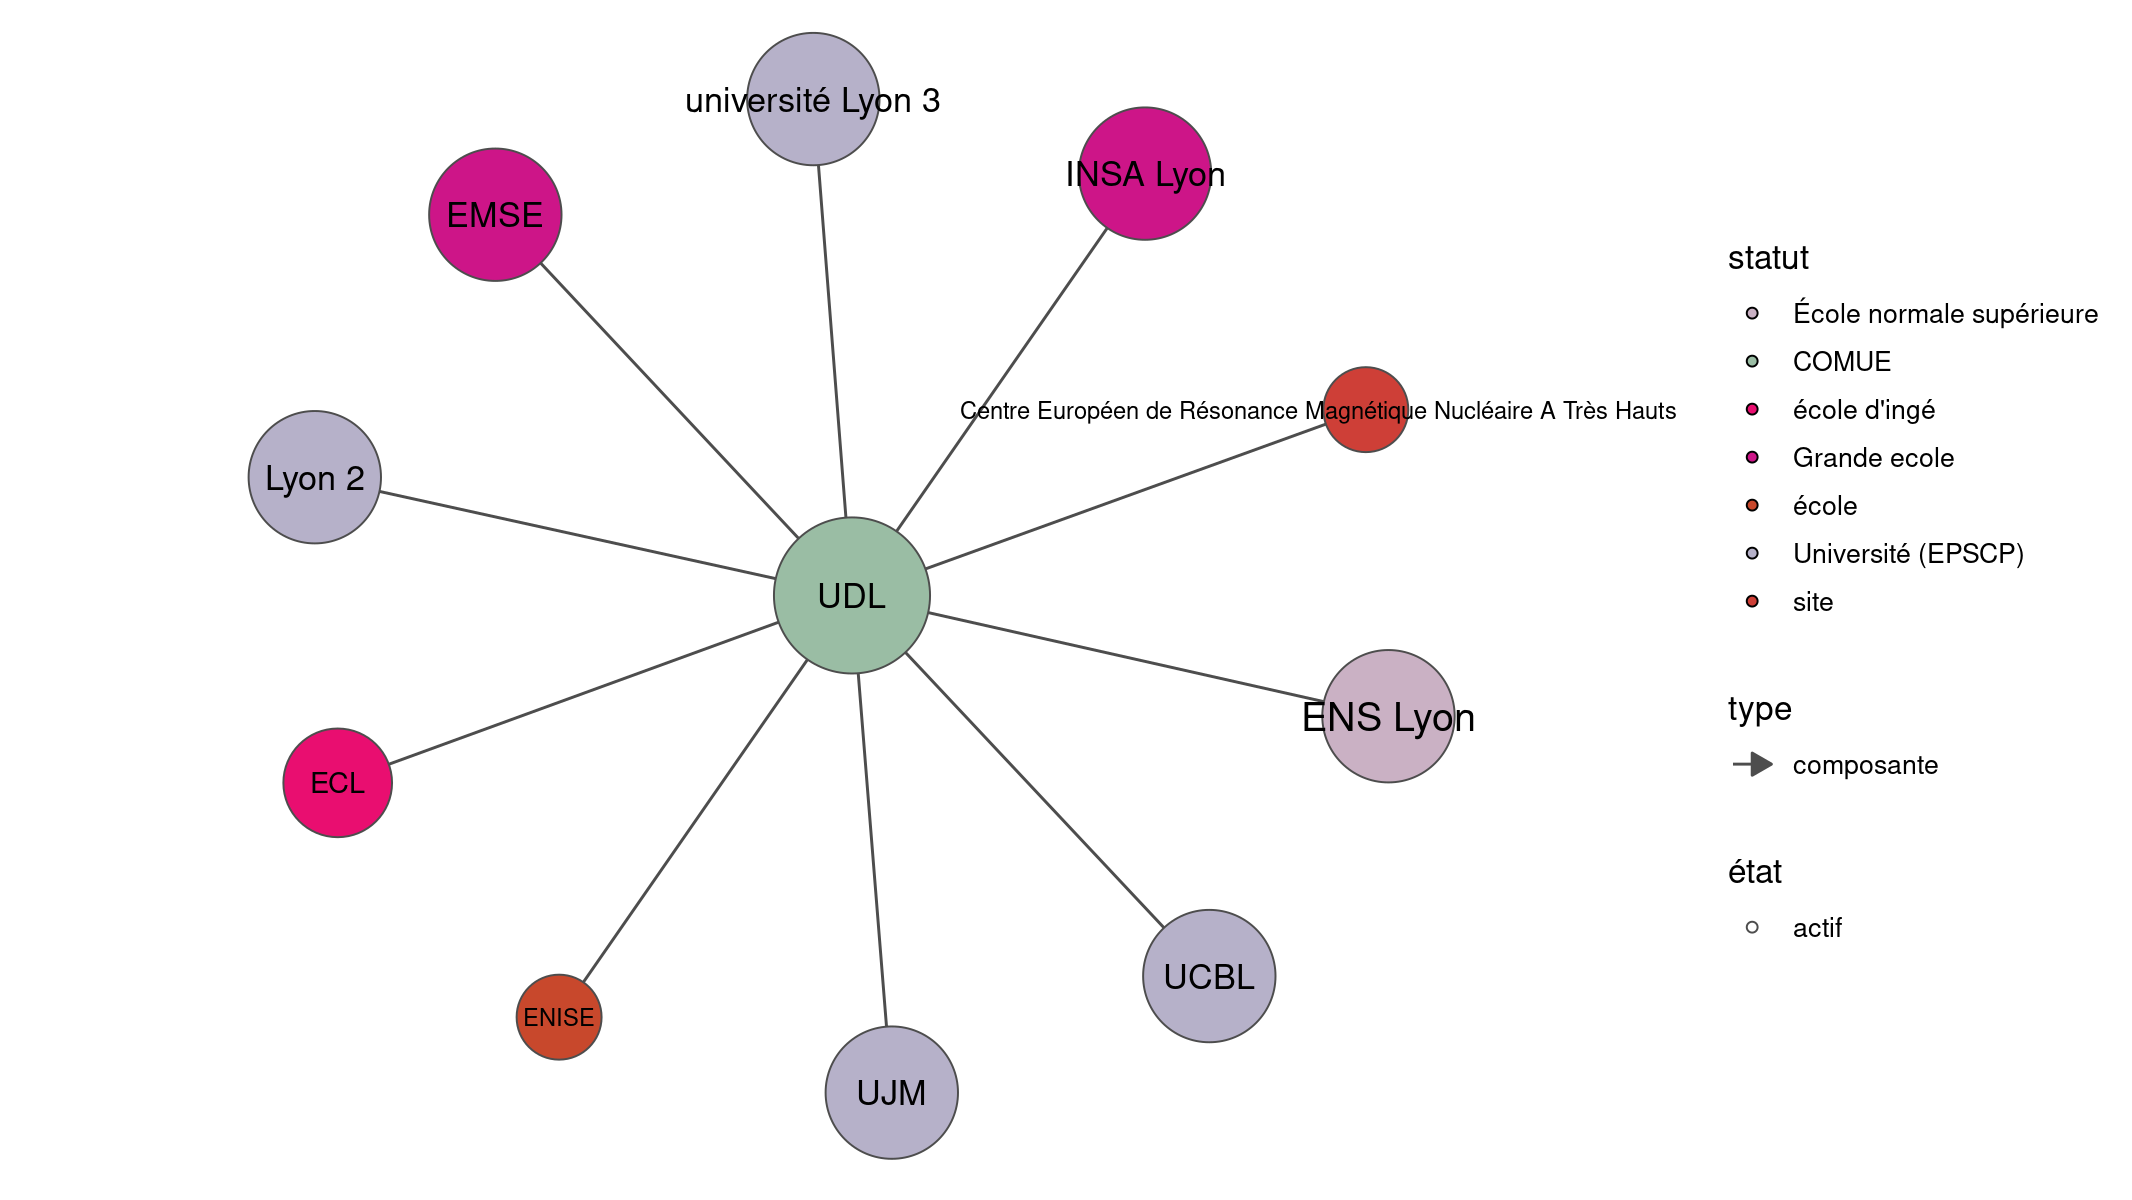 université Lyon 3
INSA Lyon
EMSE
Centre Européen de Résonance Magnétique Nucléaire A Très Hauts
Lyon 2
UDL
ENS Lyon
ECL
UCBL
ENISE
UJM
statut
École normale supérieure
COMUE
école d'ingé
Grande ecole
école
Université (EPSCP)
site
type
composante
état
actif